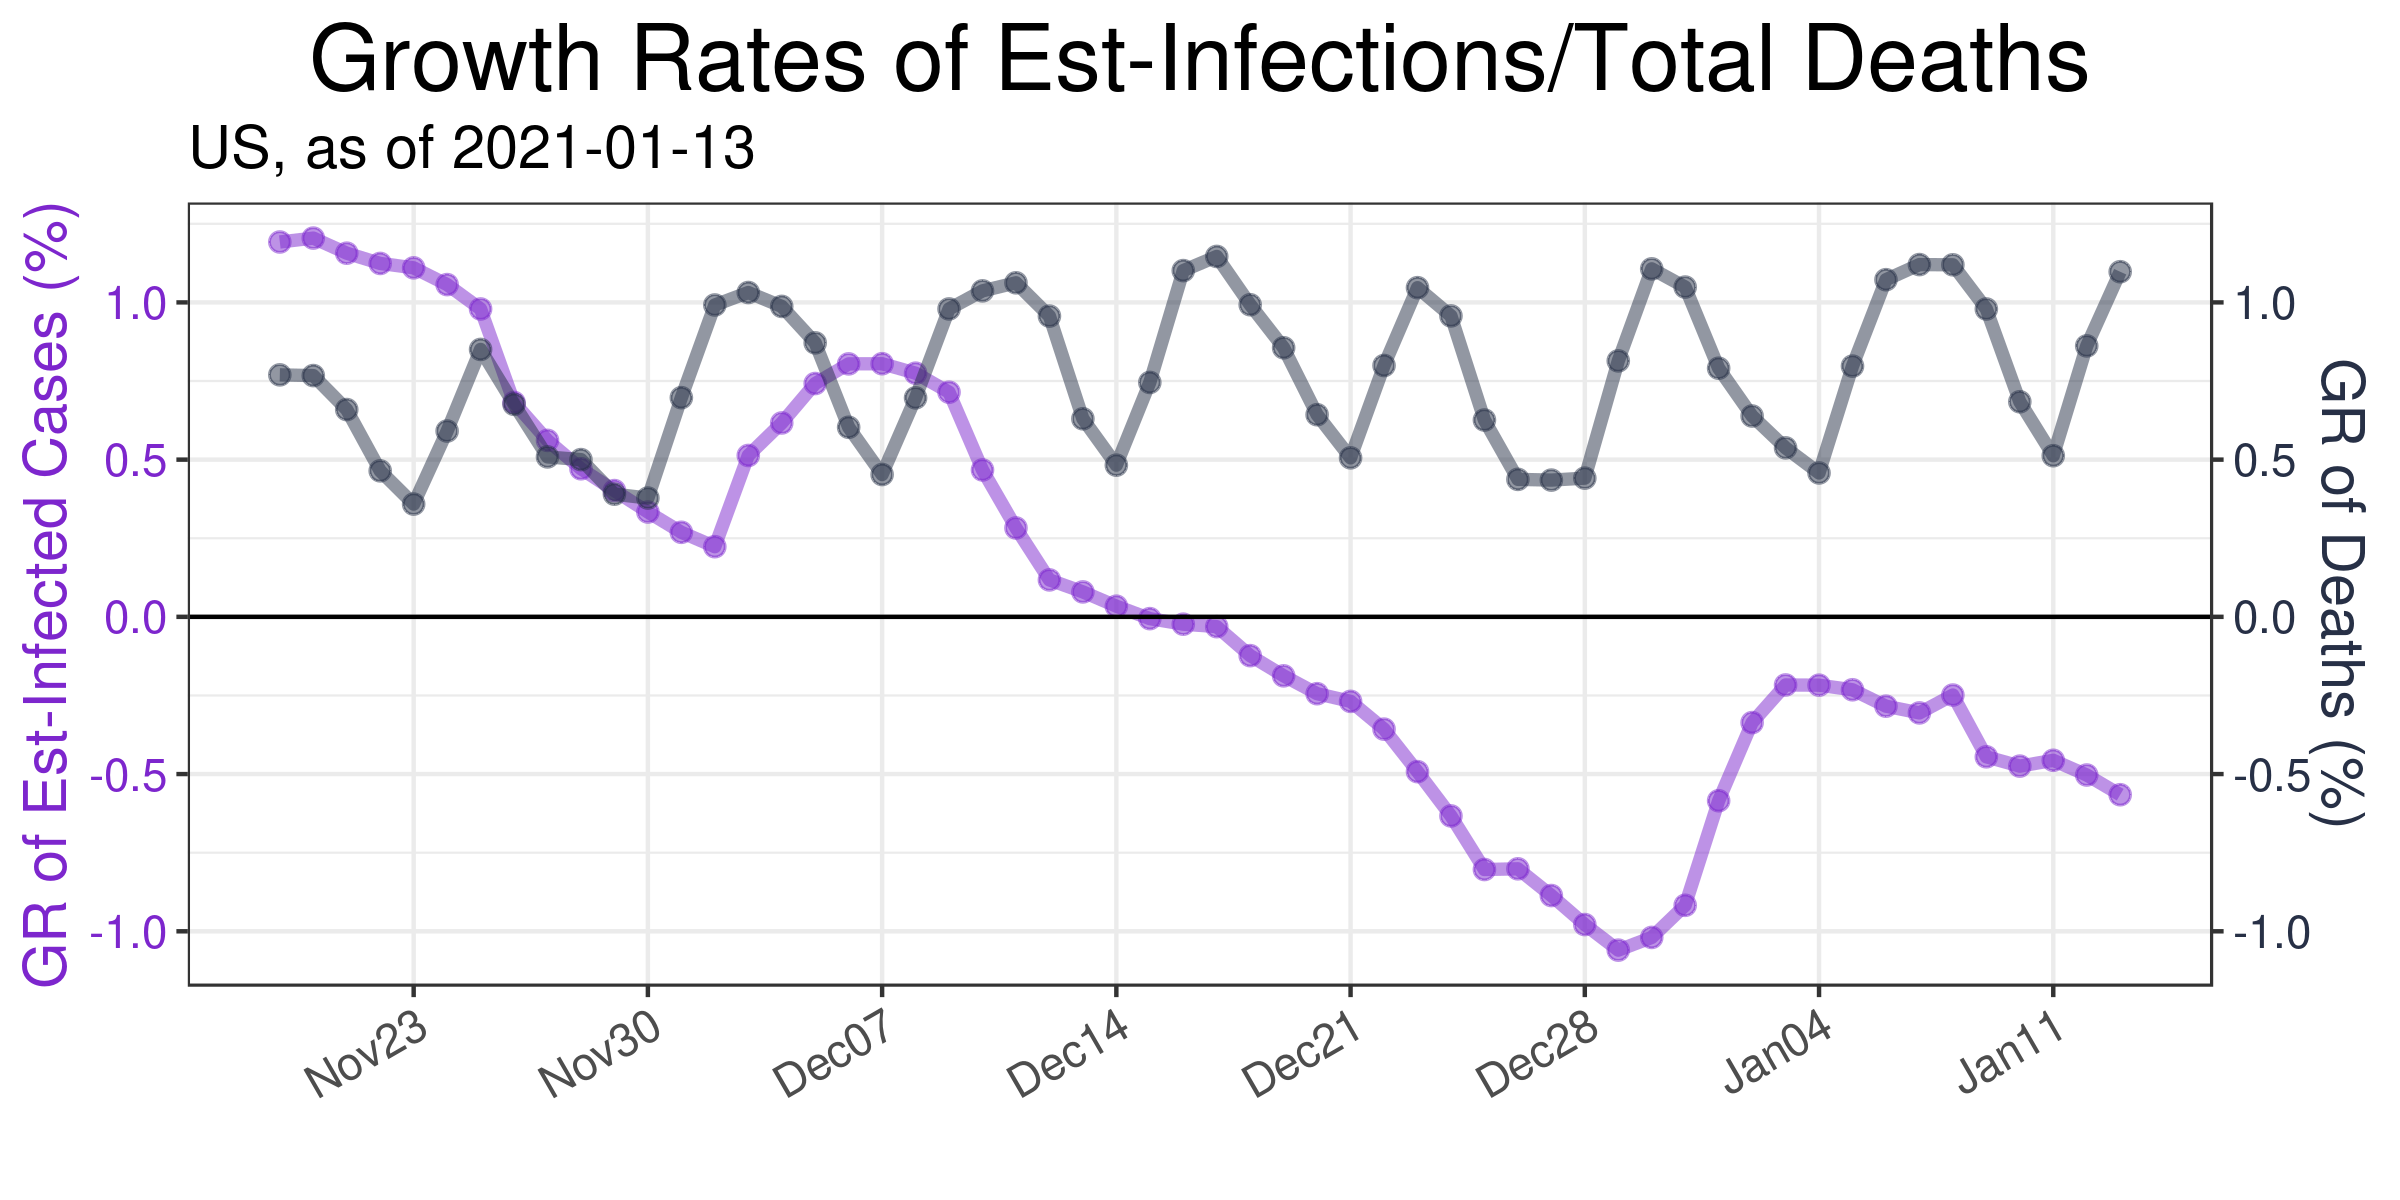 Growth Rates of Est-Infections/Total Deaths
US, as of 2021-01-13
GR of Est-Infected Cases (%)
1.0
0.5
0.0
-0.5
-1.0
1.0
0.5
0.0
-0.5
-1.0
GR of Deaths (%)
Nov23
Nov30
Dec07
Dec14
Dec21
Dec28
Jan04
Jan11